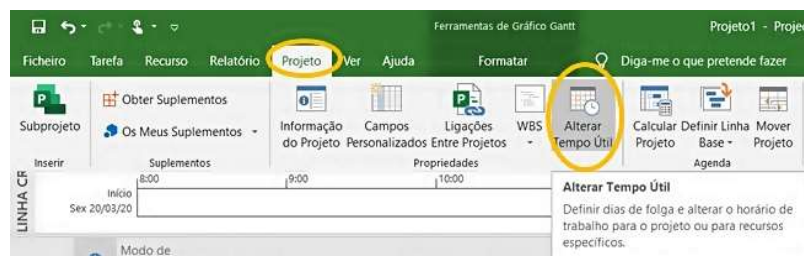 Ferramentas de Gráfico Gantt
Projeto1 - Projec
Ficheiro Tarefa Recurso Relatório Projeto Ver Ajuda Formatar Diga-me o que pretende fazer
Subprojeto
Obter Suplementos
Os Meus Suplementos
Informação do Projeto
Campos Personalizados
Ligações Entre Projetos
WBS
Alterar Tempo Útil
Calcular Projeto
Definir Linha Base
Mover Projeto
Inserir
Suplementos
Propriedades
Agenda
LINHA CR
Início
Sex 20/03/20
8:00 9:00 10:00
Alterar Tempo Útil
Definir dias de folga e alterar o horário de
trabalho para o projeto ou para recursos
específicos.
Modo de